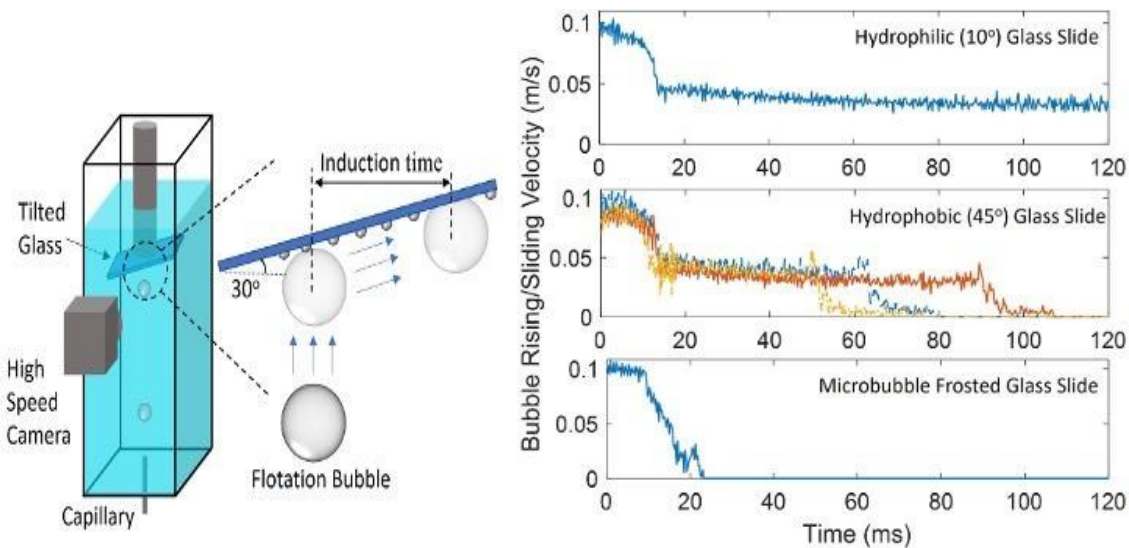 Tilted
Glass
High
Speed
Camera
Capillary
Induction time
30°
Flotation Bubble
Bubble Rising/Sliding Velocity (m/s)
0.1
0.05
0
Hydrophilic (10°) Glass Slide
0 20 40 60 80 100 120
0.1
0.05
0
Hydrophobic (45°) Glass Slide
0 20 40 60 80 100 120
0.1
0.05
0
Microbubble Frosted Glass Slide
0 20 40 60 80 100 120
Time (ms)